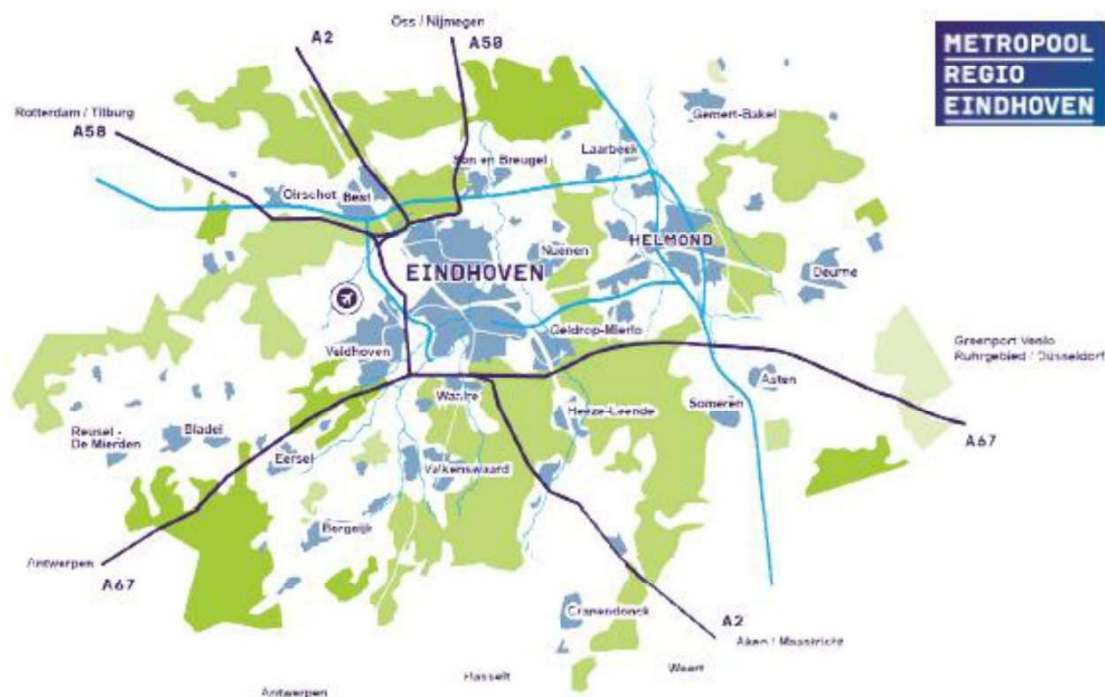 Oss / Nijmegen
A2
A50
METROPOOL
REGIO
EINDHOVEN
Rotterdam / Tilburg
A58
Gemert-Bakel
Laarbeek
Son en Breugel
Oirschot
Best
HELMOND
Nuenen
EINDHOVEN
Deurne
Geldrop-Mierlo
Veldhoven
Greenport Venlo
Ruhrgebied / Düsseldorf
Asten
Waalre
Someren
Heeze-Leende
Reusel -
De Mierden
Bladel
A67
Eersel
Valkenswaard
Bergeijk
Antwerpen
A67
Cranendonck
A2
Aken / Maastricht
Weert
Hasselt
Antwerpen